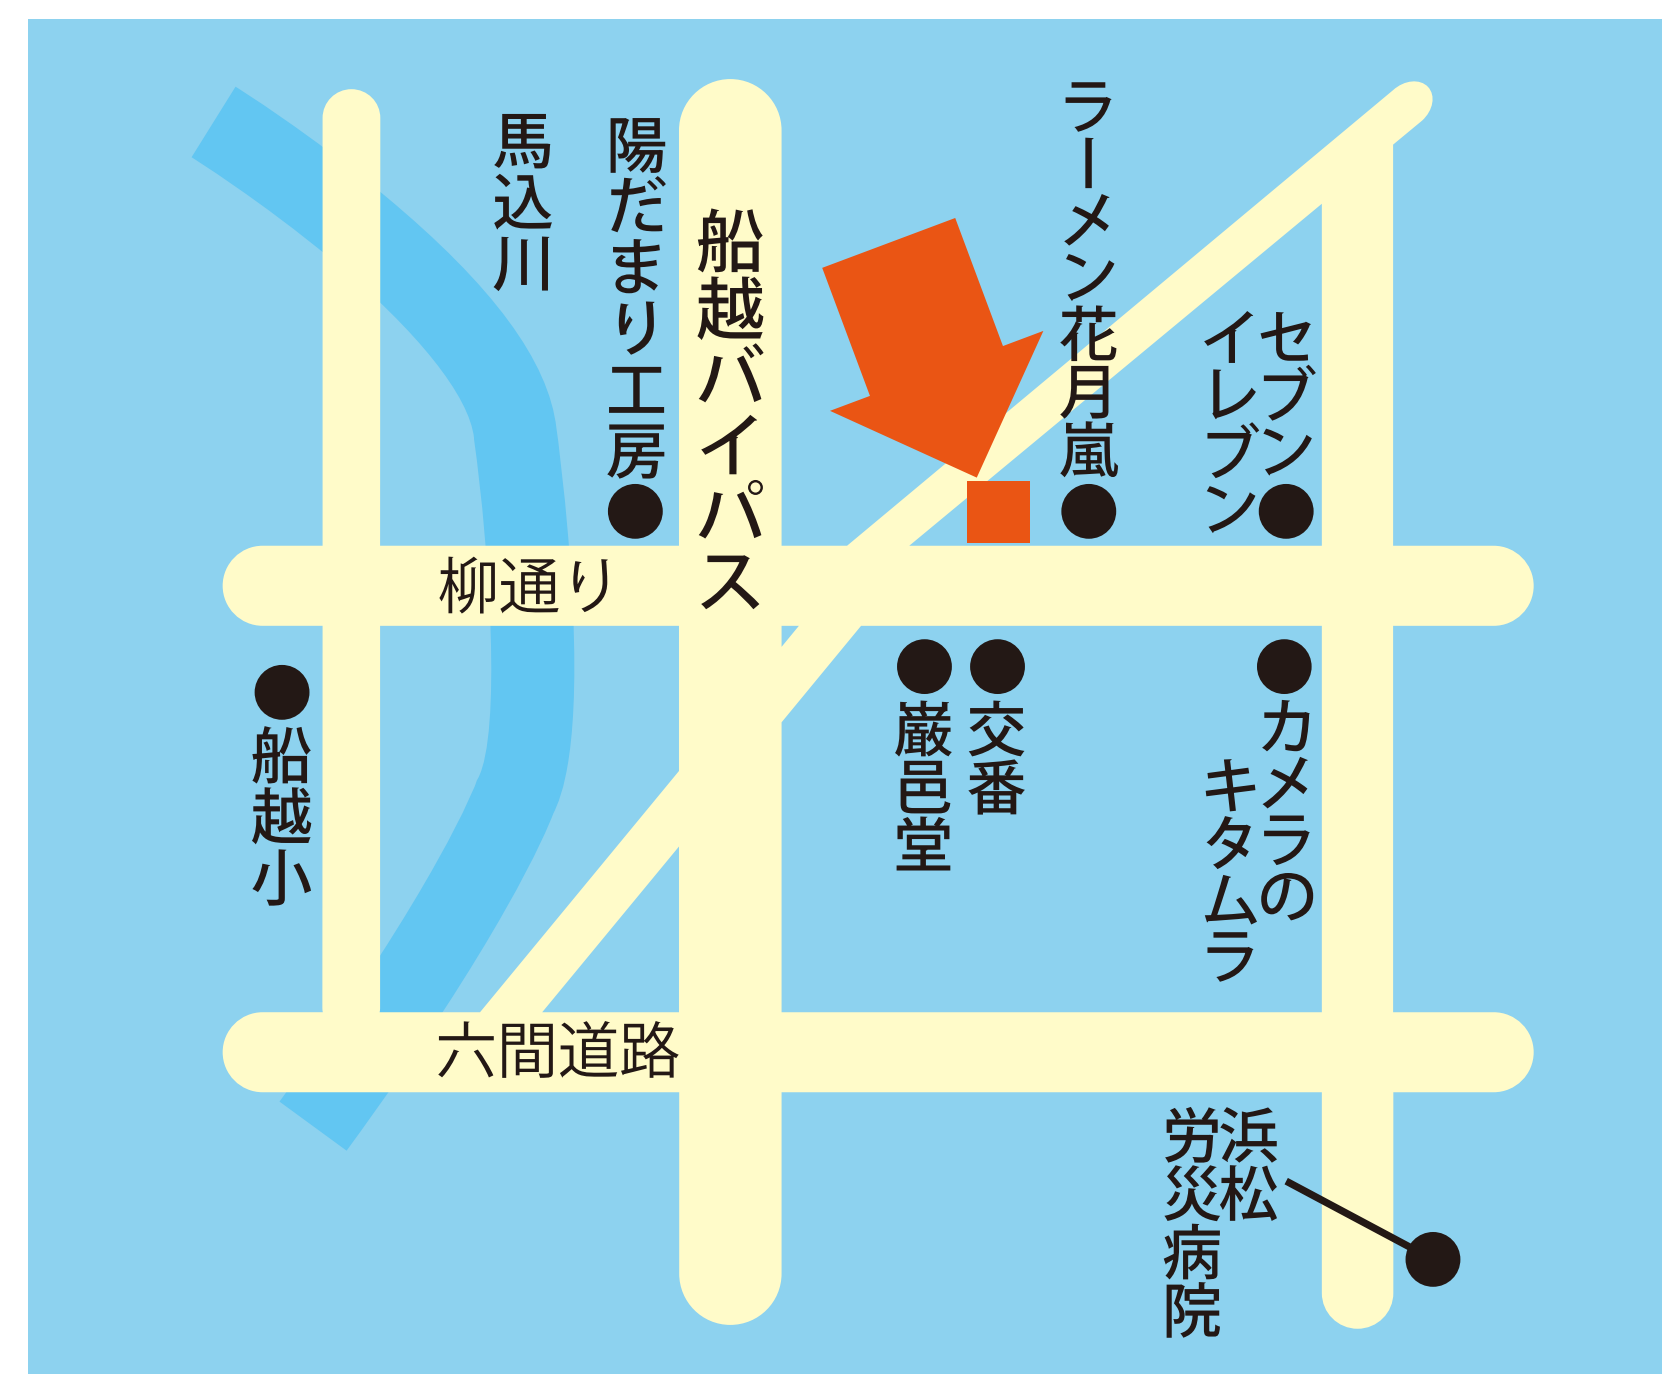 馬込川
陽だまり工房
船越バイパス
ラーメン花月嵐
セブン
イレブン
柳通り
船越小
巌邑堂
交番
カメラの
キタムラ
六間道路
浜松
労災病院